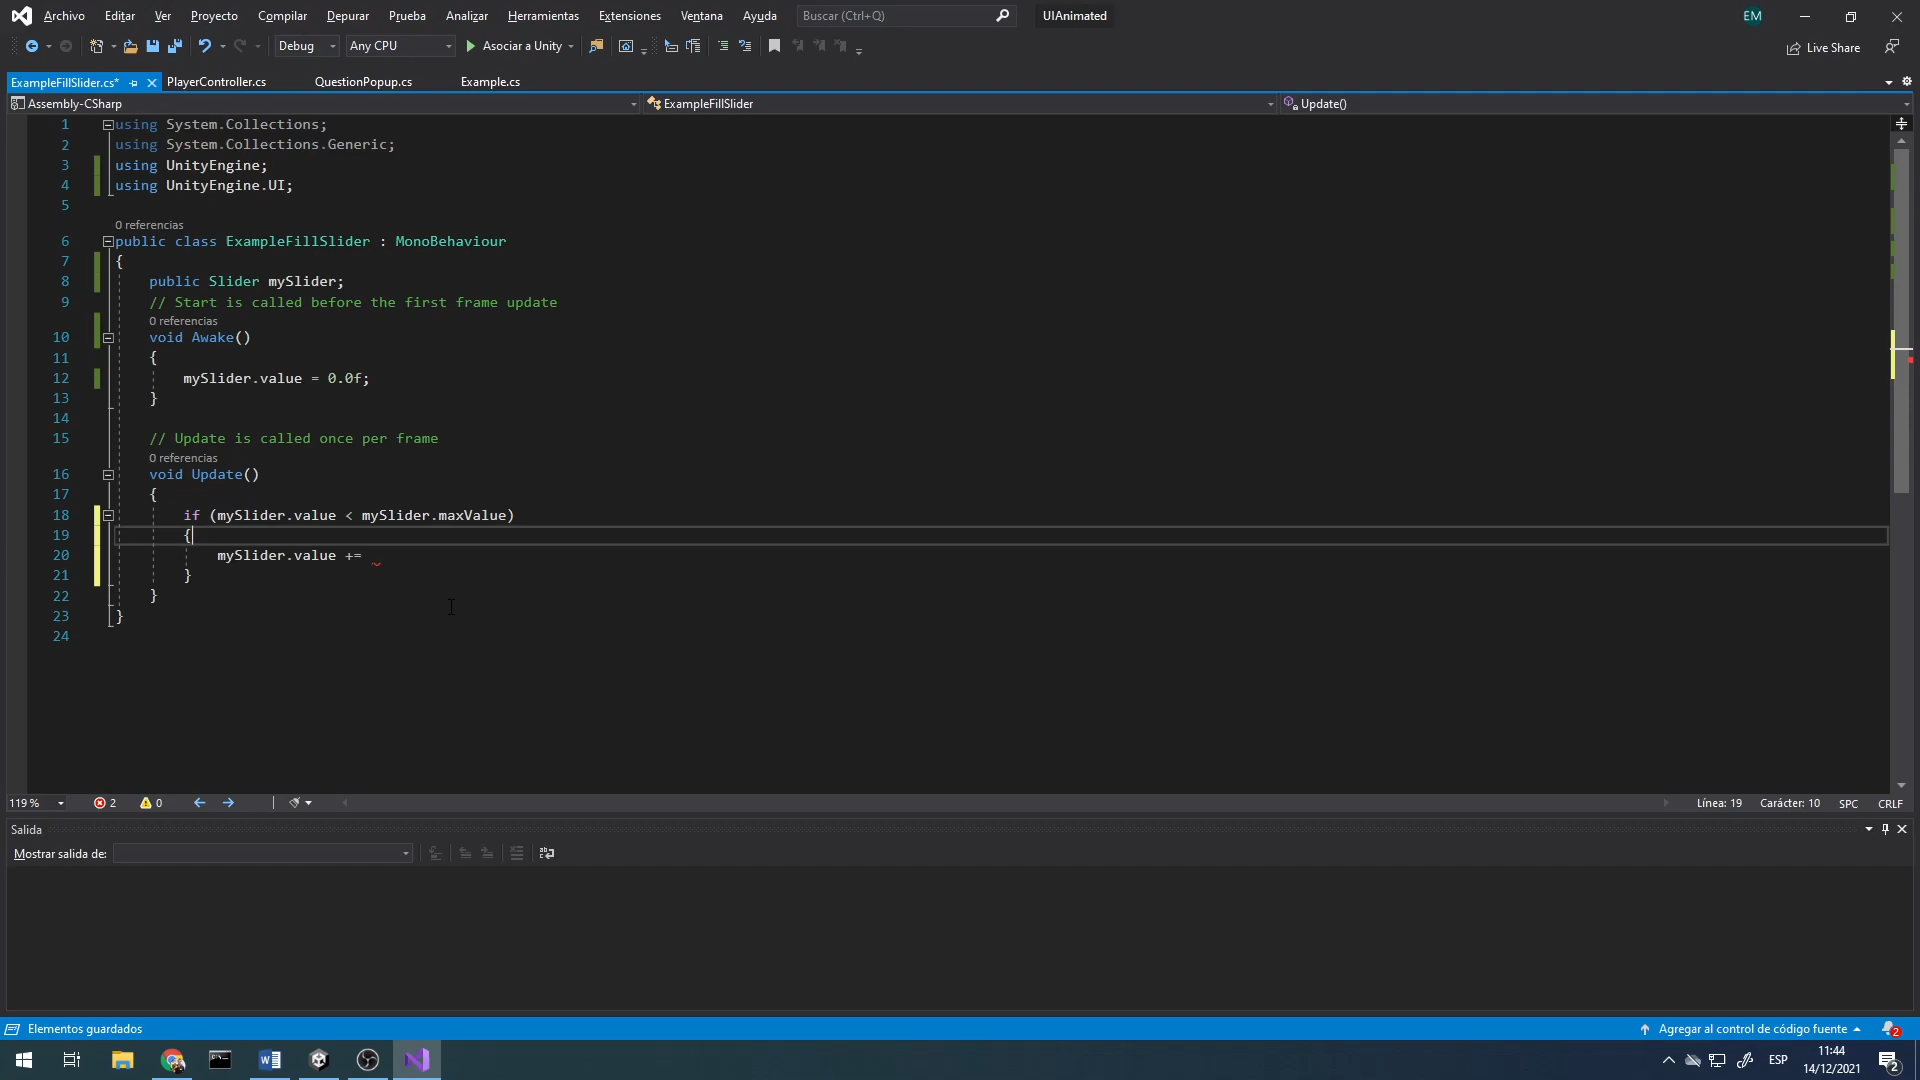 Archivo Editar Ver Proyecto Compilar Depurar Prueba Analizar Herramientas Extensiones Ventana Ayuda Buscar (Ctrl+Q) UIAnimated EM
Debug Any CPU Asociar a Unity Live Share
ExampleFillSlider.cs* PlayerController.cs QuestionPopup.cs Example.cs
Assembly-CSharp ExampleFillSlider Update()
1 using System.Collections;
2 using System.Collections.Generic;
3 using UnityEngine;
4 using UnityEngine.UI;
5
0 referencias
6 public class ExampleFillSlider : MonoBehaviour
7 {
8 public Slider mySlider;
9 // Start is called before the first frame update
0 referencias
10 void Awake()
11 {
12 mySlider.value = 0.0f;
13 }
14
15 // Update is called once per frame
0 referencias
16 void Update()
17 {
18 if (mySlider.value < mySlider.maxValue)
19 {
20 mySlider.value +=
21 }
22 }
23 }
24
119 % 2 0 Línea: 19 Carácter: 10 SPC CRLF
Salida
Mostrar salida de:
Elementos guardados Agregar al control de código fuente 2
ESP 11:44
14/12/2021 2